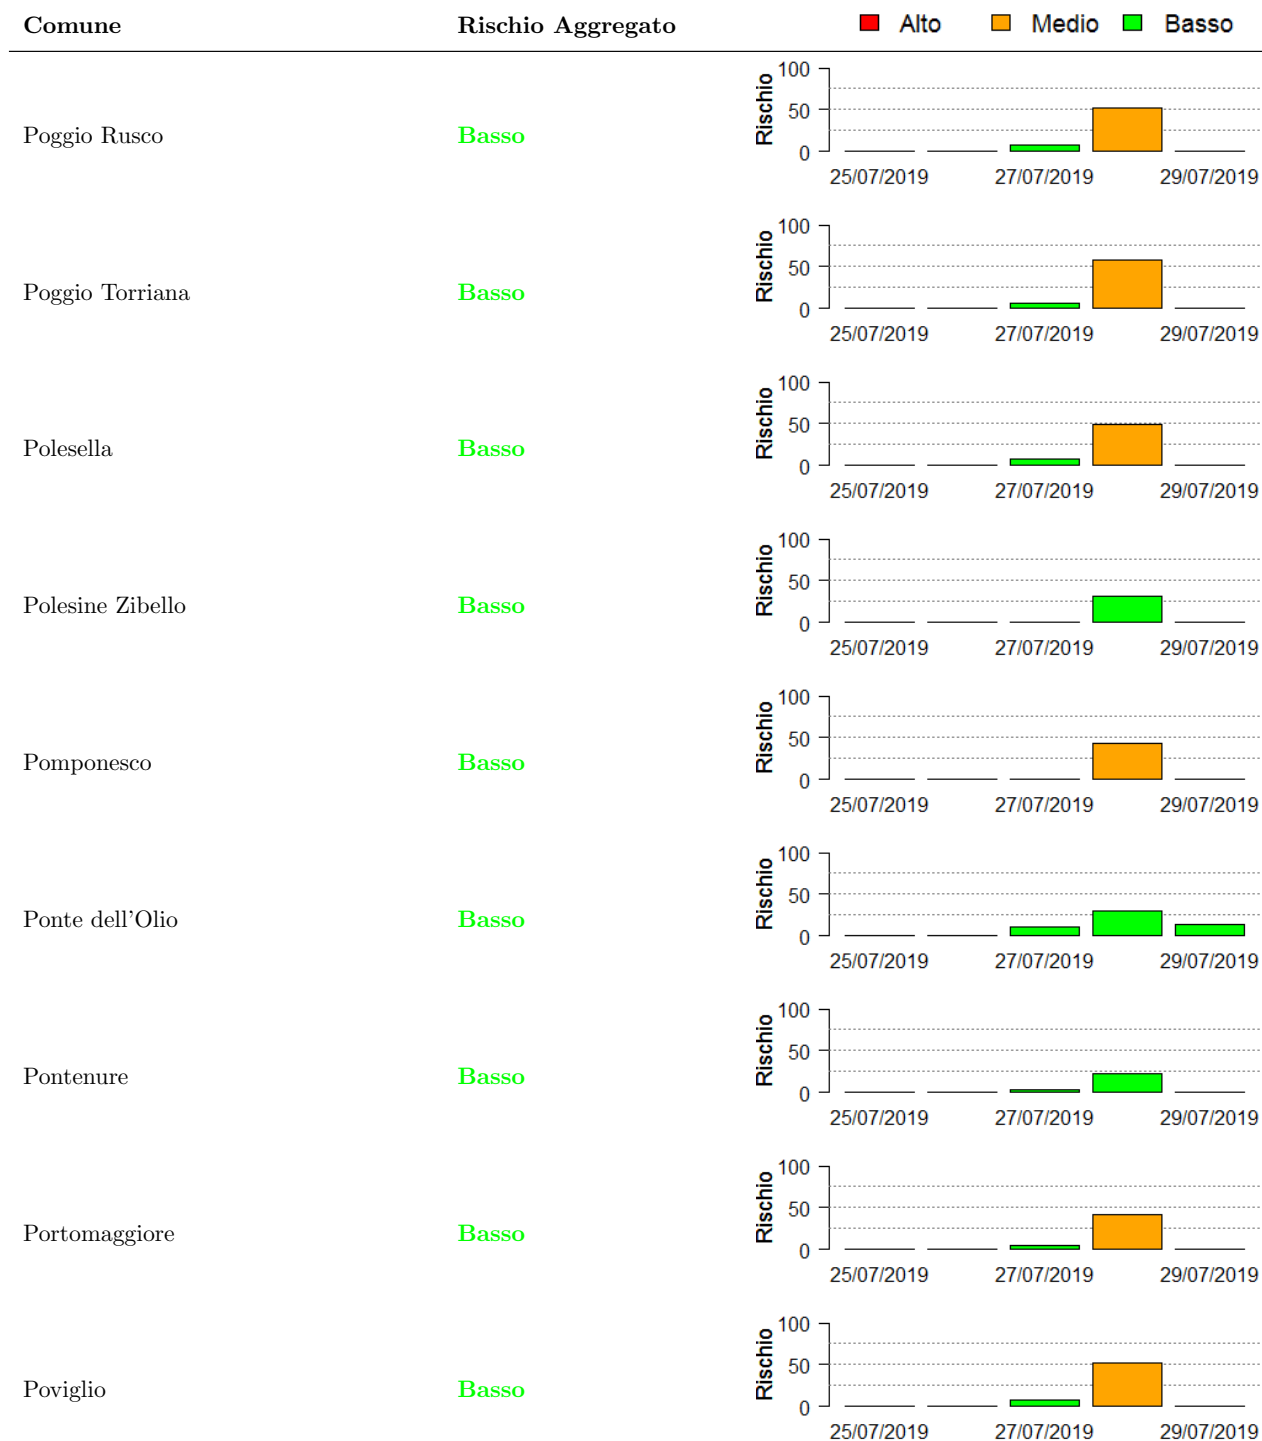 Comune Rischio Aggregato Alto Medio Basso
Poggio Rusco Basso Rischio 100 50 0
25/07/2019 27/07/2019 29/07/2019
Poggio Torriana Basso Rischio 100 50 0
25/07/2019 27/07/2019 29/07/2019
Polesella Basso Rischio 100 50 0
25/07/2019 27/07/2019 29/07/2019
Polesine Zibello Basso Rischio 100 50 0
25/07/2019 27/07/2019 29/07/2019
Pomponesco Basso Rischio 100 50 0
25/07/2019 27/07/2019 29/07/2019
Ponte dell'Olio Basso Rischio 100 50 0
25/07/2019 27/07/2019 29/07/2019
Pontenure Basso Rischio 100 50 0
25/07/2019 27/07/2019 29/07/2019
Portomaggiore Basso Rischio 100 50 0
25/07/2019 27/07/2019 29/07/2019
Poviglio Basso Rischio 100 50 0
25/07/2019 27/07/2019 29/07/2019